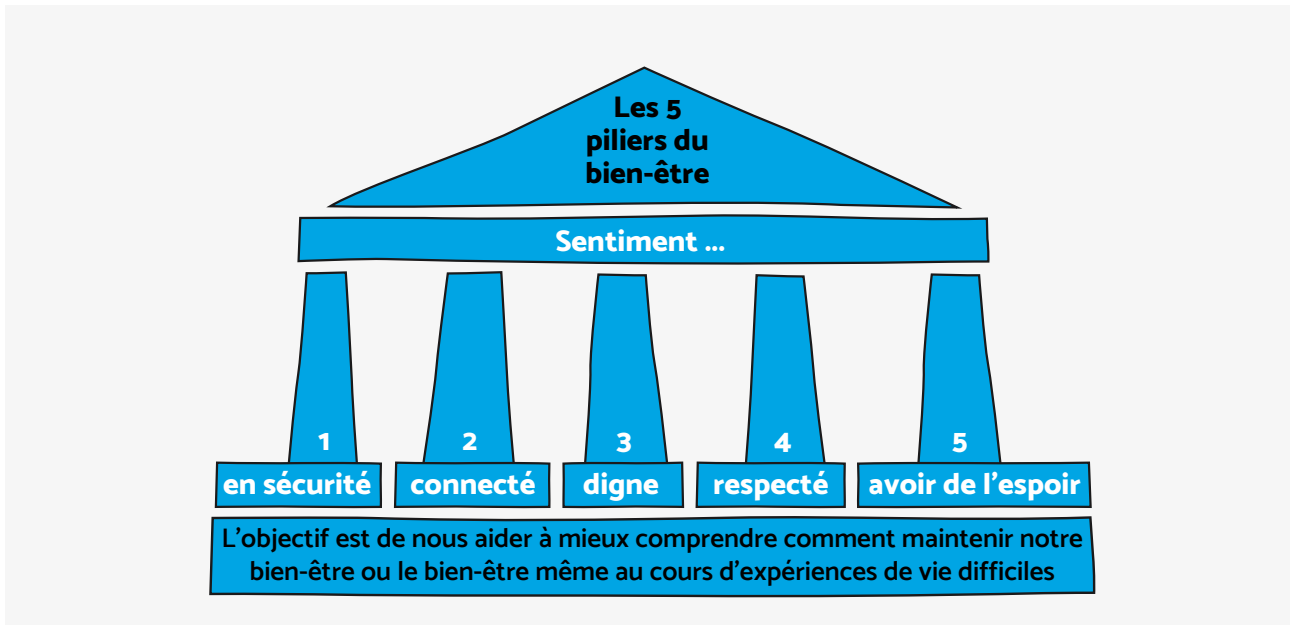 Les 5
piliers du
bien-être
Sentiment ...
1 2 3 4 5
en sécurité connecté digne respecté avoir de l'espoir
L'objectif est de nous aider à mieux comprendre comment maintenir notre
bien-être ou le bien-être même au cours d'expériences de vie difficiles